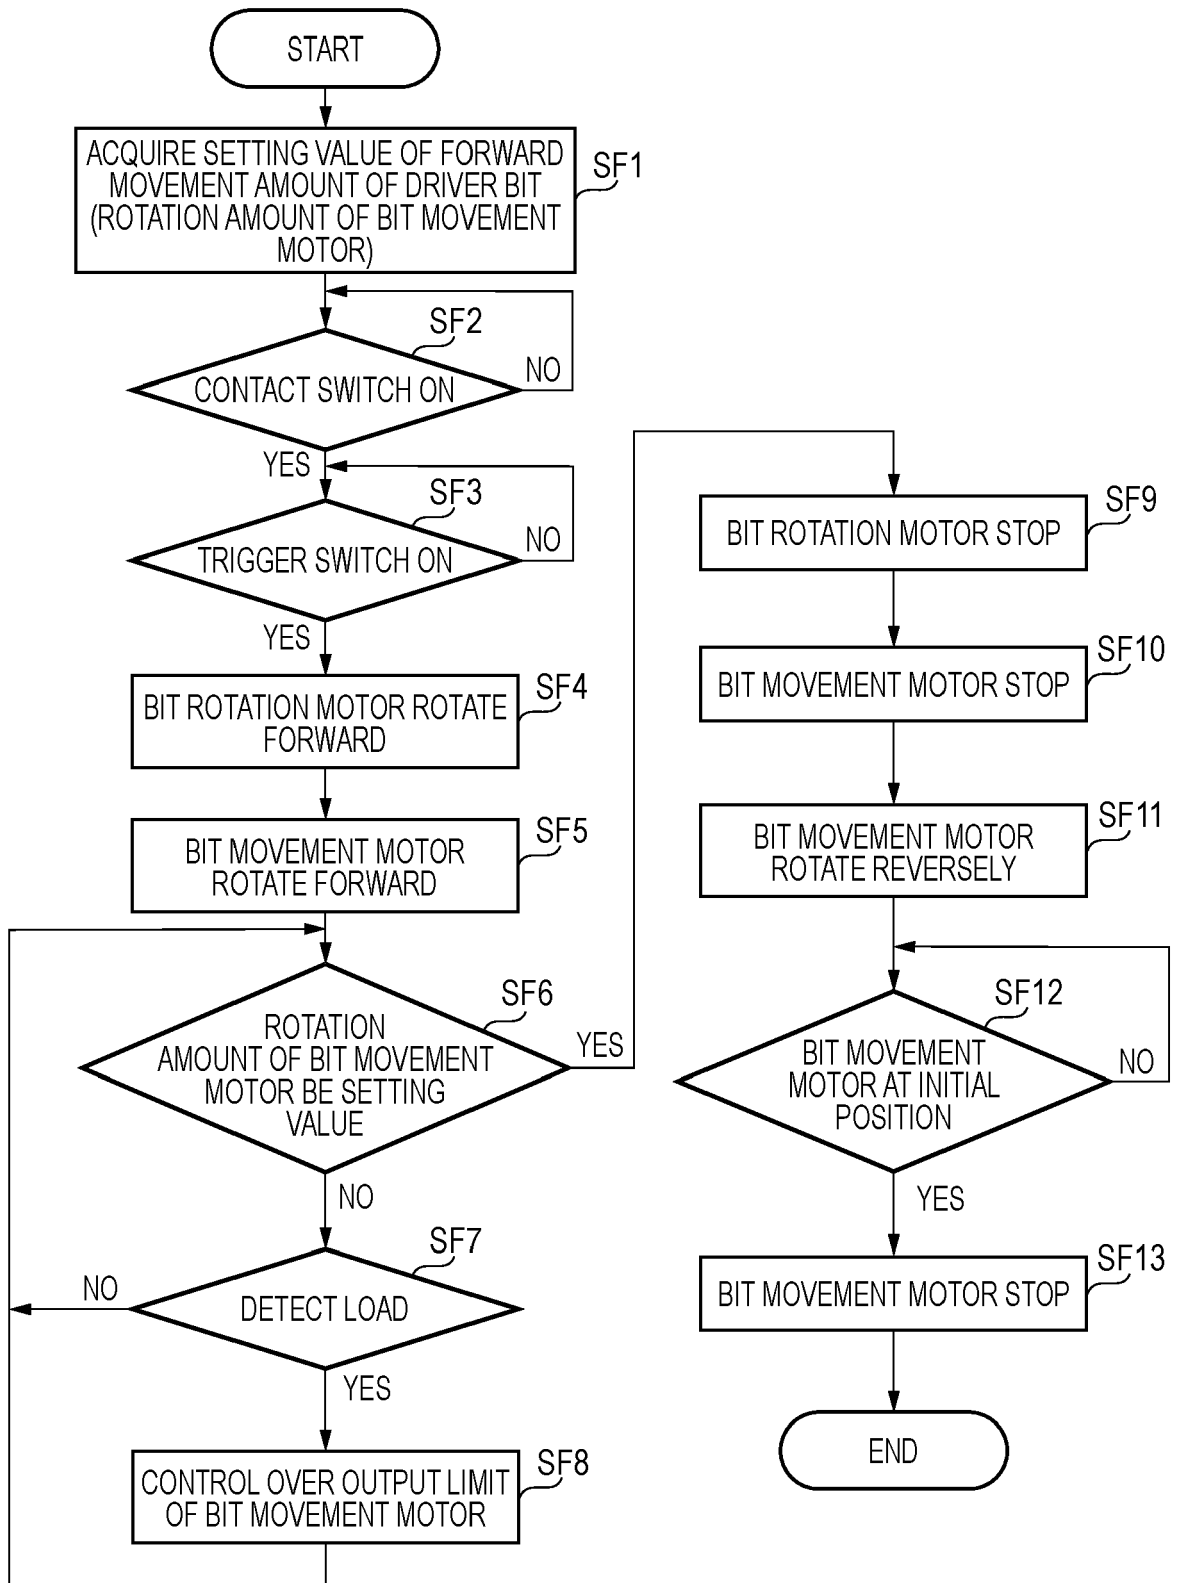 START
ACQUIRE SETTING VALUE OF FORWARD
MOVEMENT AMOUNT OF DRIVER BIT
(ROTATION AMOUNT OF BIT MOVEMENT
MOTOR)
SF1
SF2
CONTACT SWITCH ON
NO
YES
SF3
TRIGGER SWITCH ON
NO
YES
BIT ROTATION MOTOR ROTATE
FORWARD
SF4
BIT MOVEMENT MOTOR
ROTATE FORWARD
SF5
SF6
ROTATION
AMOUNT OF BIT MOVEMENT
MOTOR BE SETTING
VALUE
YES
NO
SF7
DETECT LOAD
NO
YES
CONTROL OVER OUTPUT LIMIT
OF BIT MOVEMENT MOTOR
SF8
BIT ROTATION MOTOR STOP
SF9
BIT MOVEMENT MOTOR STOP
SF10
BIT MOVEMENT MOTOR
ROTATE REVERSELY
SF11
SF12
BIT MOVEMENT
MOTOR AT INITIAL
POSITION
NO
YES
BIT MOVEMENT MOTOR STOP
SF13
END